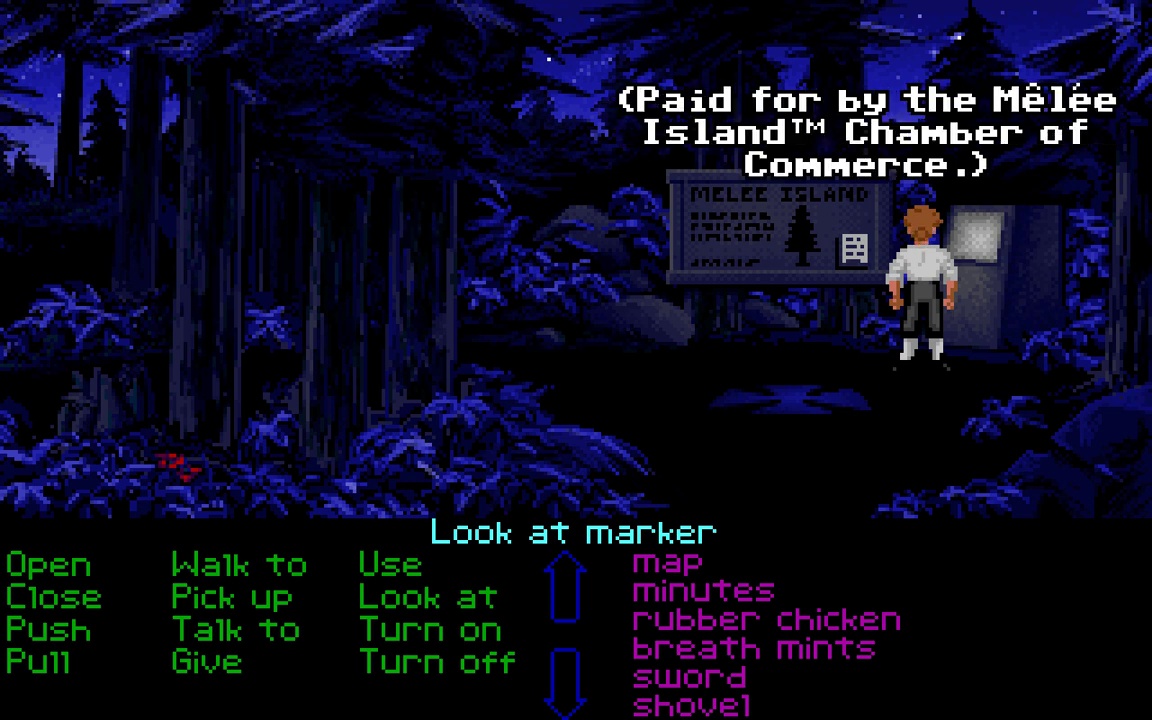 (Paid for by the Mêlée
Island™ Chamber of
Commerce.)
MELEE ISLAND
Look at marker
Open Walk to Use
Close Pick up Look at
Push Talk to Turn on
Pull Give Turn off
map
minutes
rubber chicken
breath mints
sword
shovel